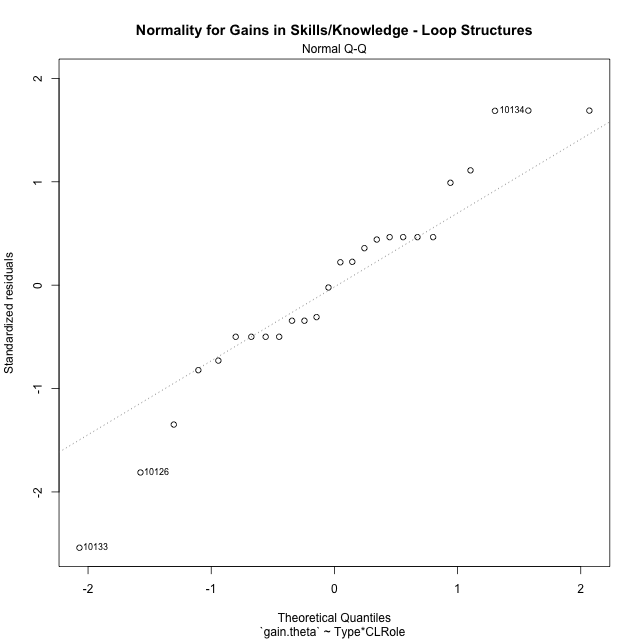 Normality for Gains in Skills/Knowledge - Loop Structures
Normal Q-Q
2
1
0
-1
-2
Standardized residuals
10134
10126
10133
-2 -1 0 1 2
Theoretical Quantiles
`gain.theta` ~ Type*CLRole